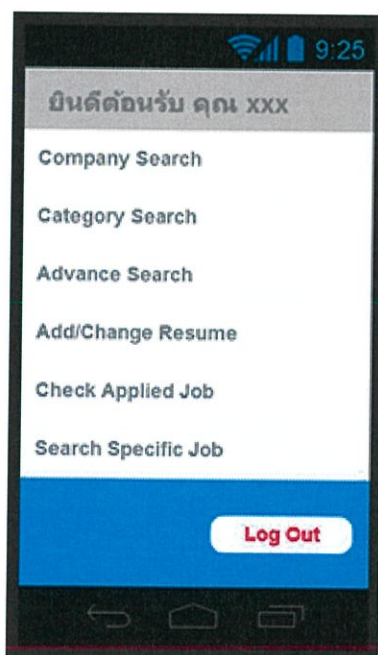 9:25
ยินดีต้อนรับ คุณ xxx
Company Search
Category Search
Advance Search
Add/Change Resume
Check Applied Job
Search Specific Job
Log Out